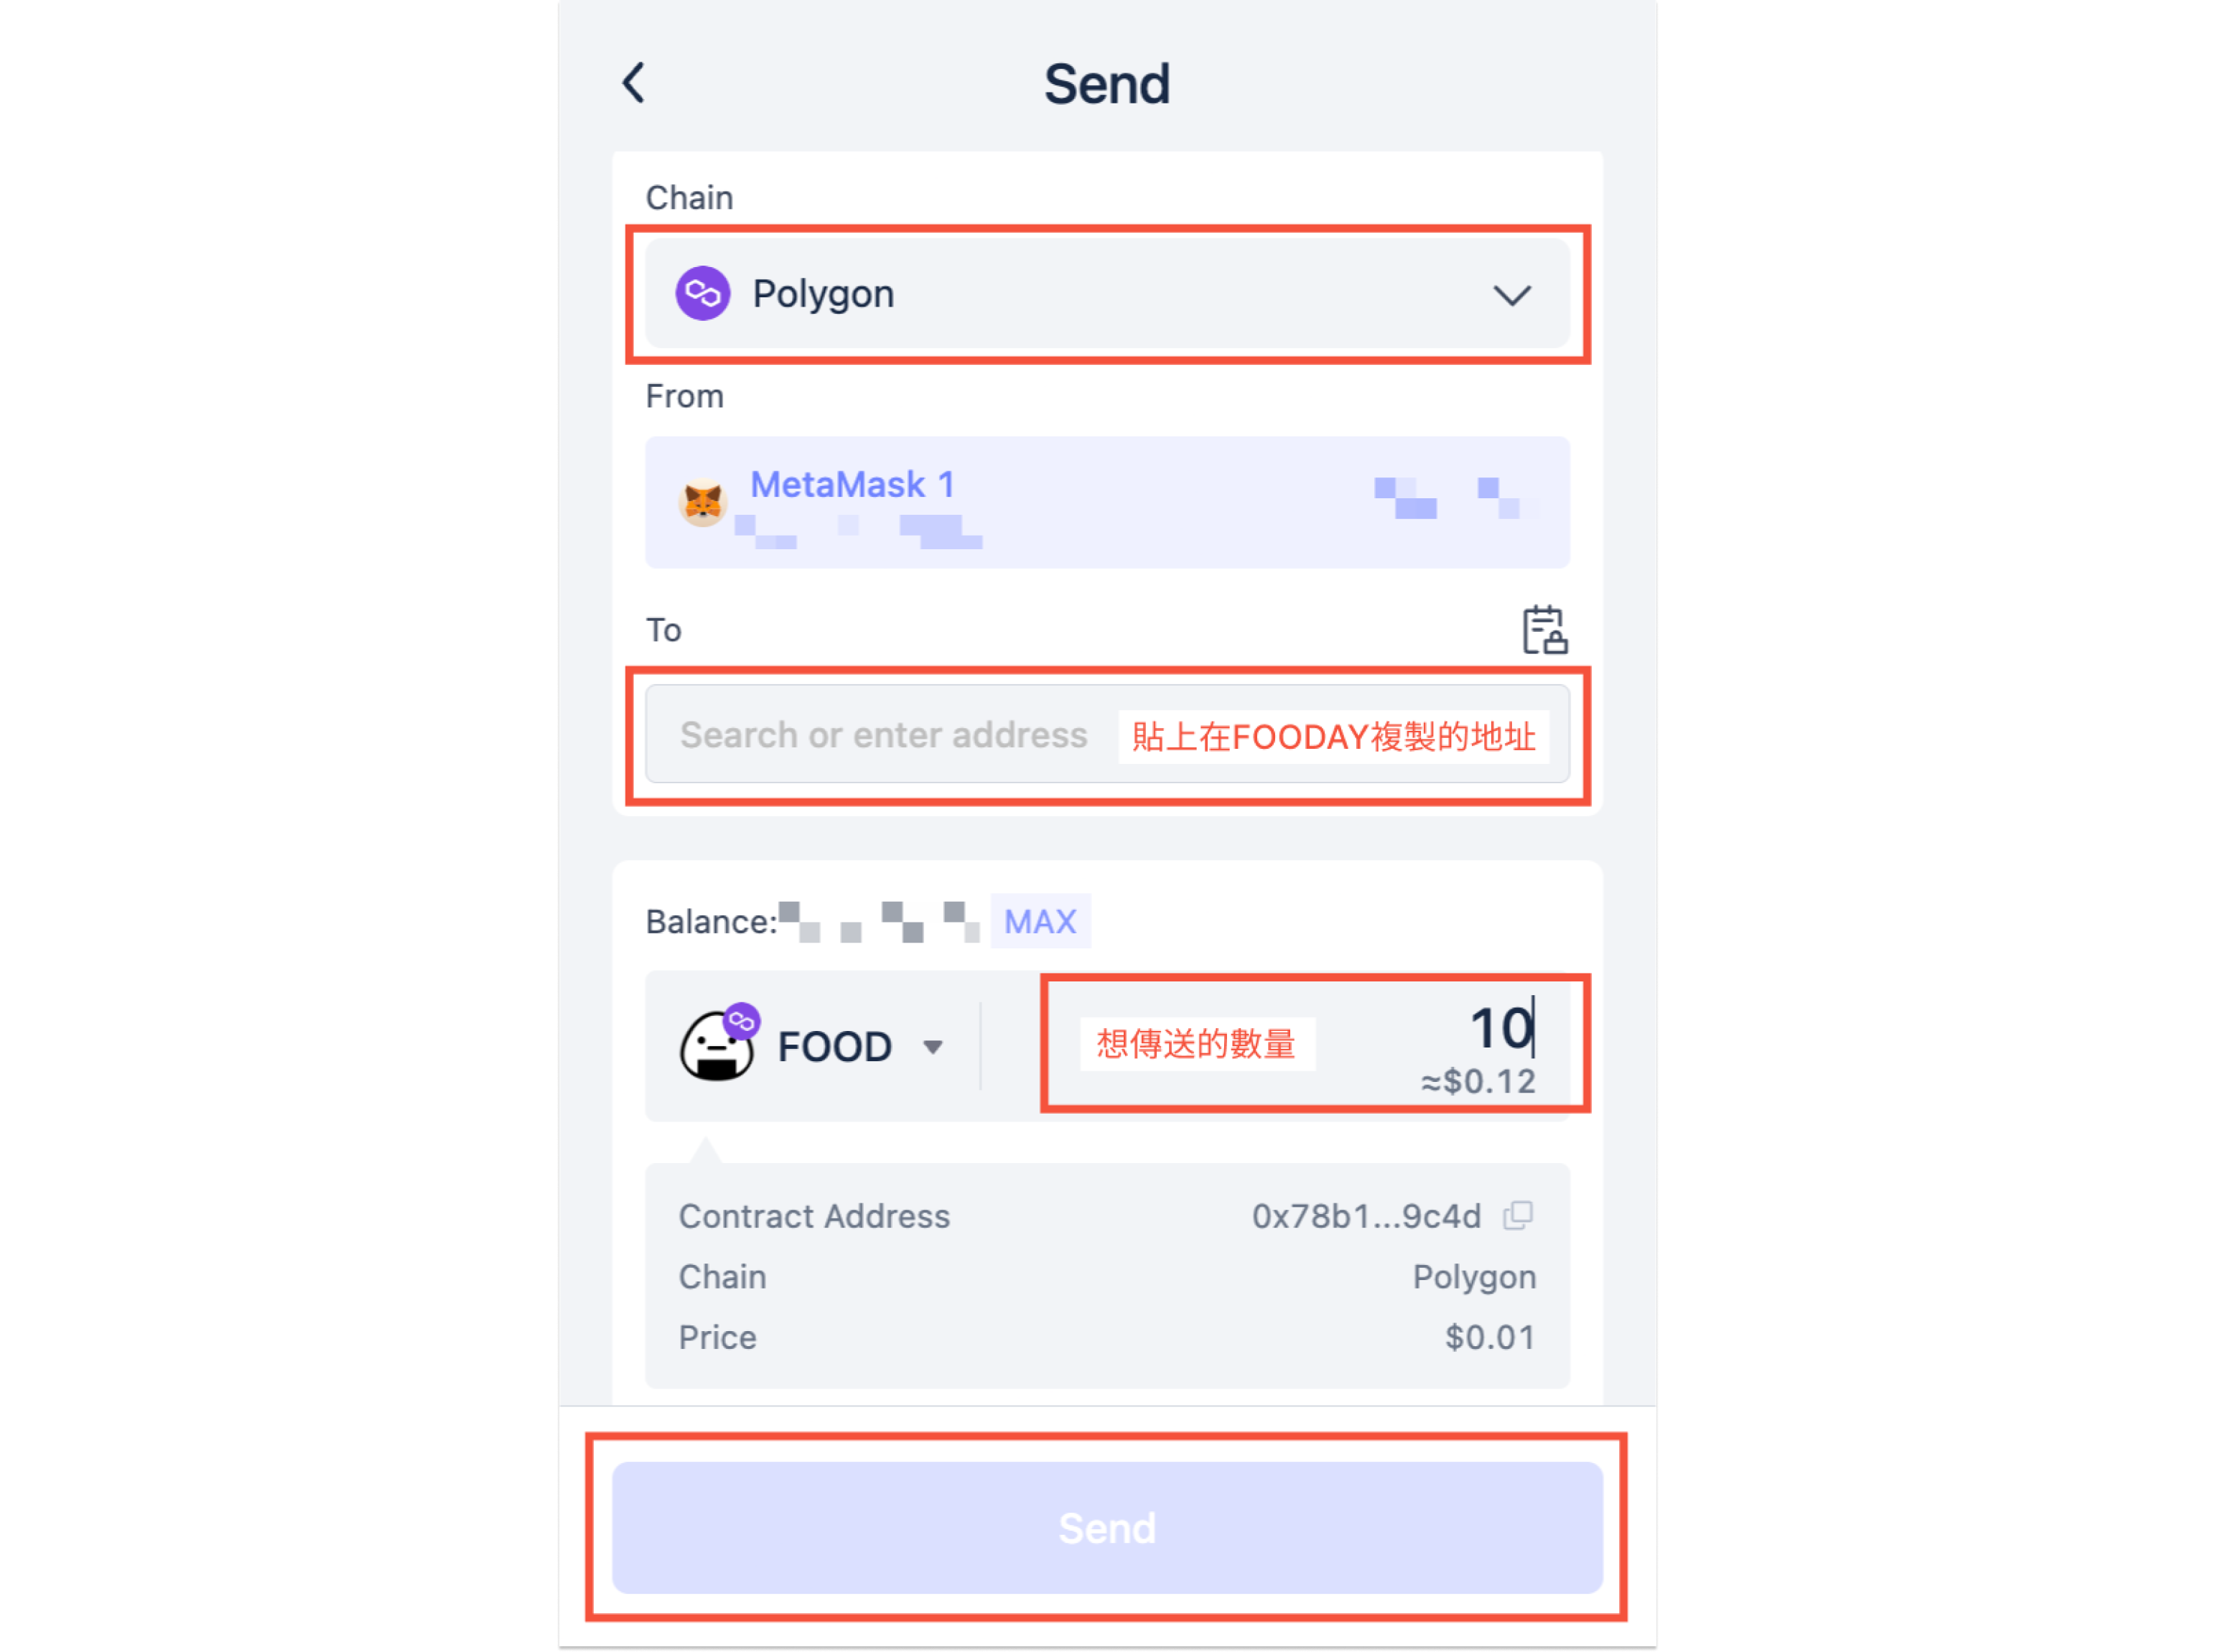 Send
Chain
Polygon
From
MetaMask 1
To
Search or enter address 貼上在FOODAY複製的地址
Balance: MAX
FOOD 想傳送的數量 10
≈$0.12
Contract Address 0x78b1...9c4d
Chain Polygon
Price $0.01
Send